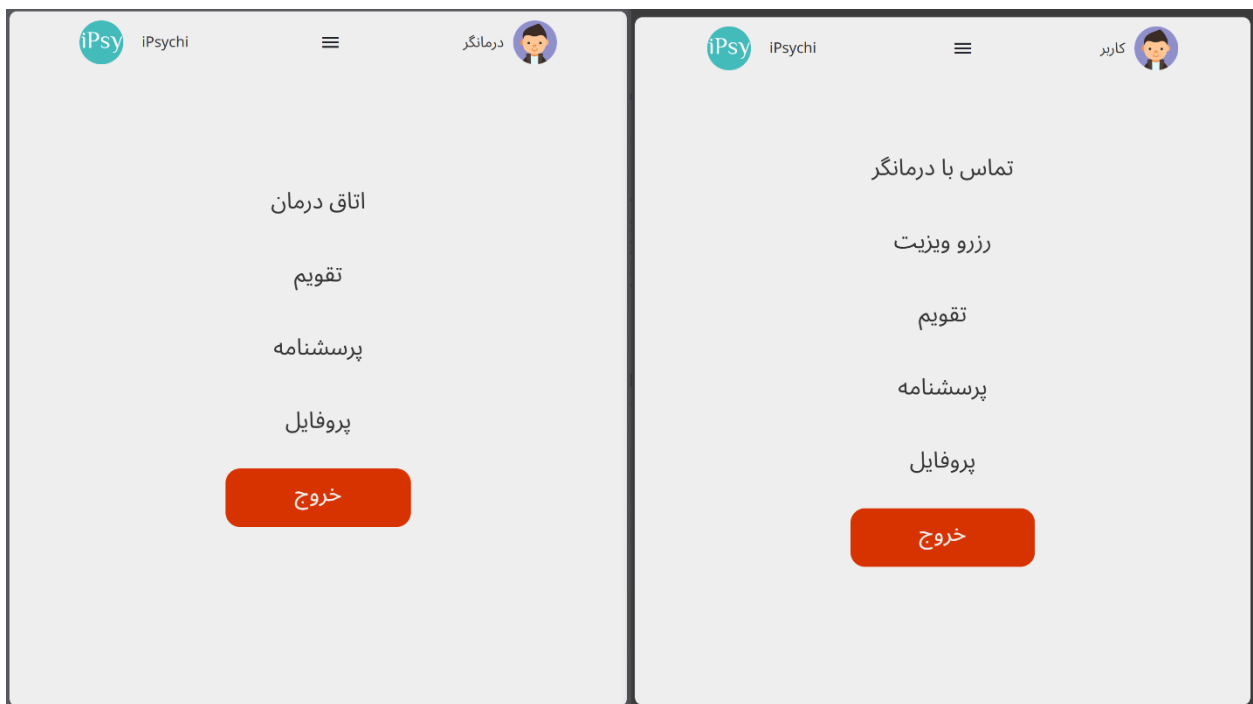 iPsy iPsychi درمانگر
اتاق درمان
تقویم
پرسشنامه
پروفایل
خروج
iPsy iPsychi کاربر
تماس با درمانگر
رزرو ویزیت
تقویم
پرسشنامه
پروفایل
خروج